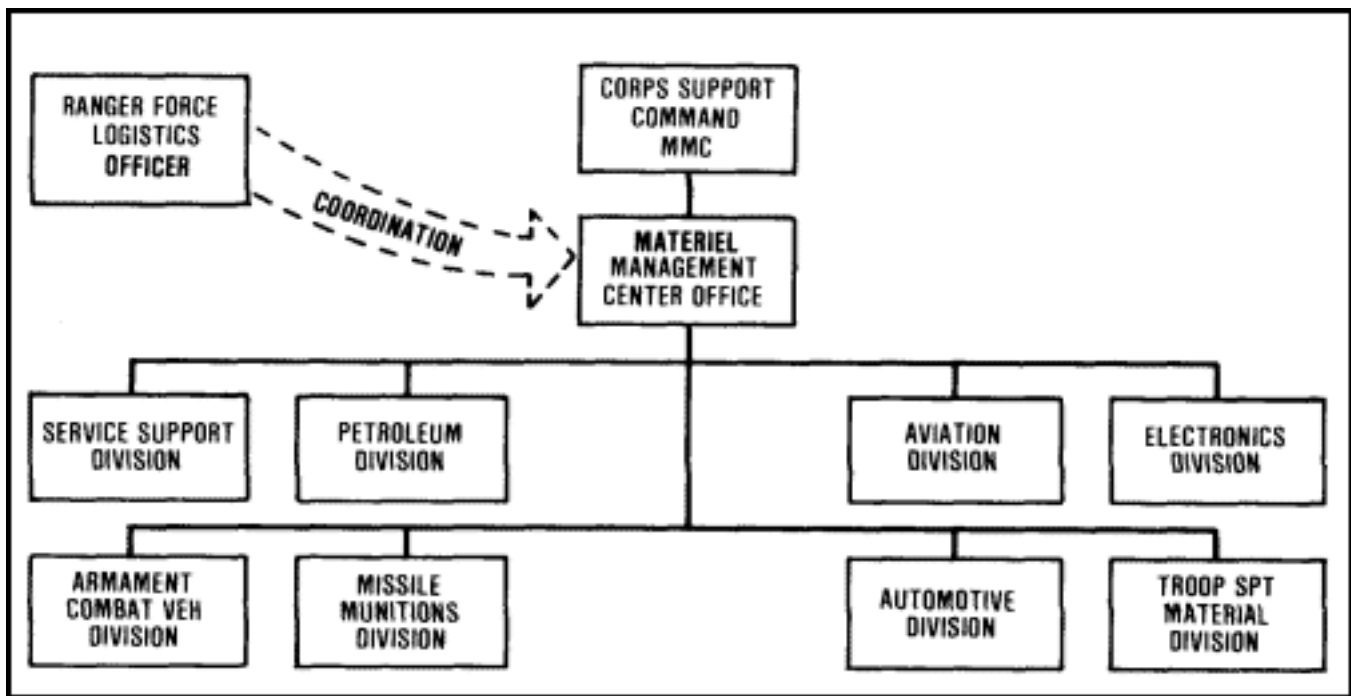 RANGER FORCE
LOGISTICS
OFFICER
COORDINATION
CORPS SUPPORT
COMMAND
MMC
MATERIEL
MANAGEMENT
CENTER OFFICE
SERVICE SUPPORT
DIVISION
PETROLEUM
DIVISION
AVIATION
DIVISION
ELECTRONICS
DIVISION
ARMAMENT
COMBAT VEH
DIVISION
MISSILE
MUNITIONS
DIVISION
AUTOMOTIVE
DIVISION
TROOP SPT
MATERIAL
DIVISION